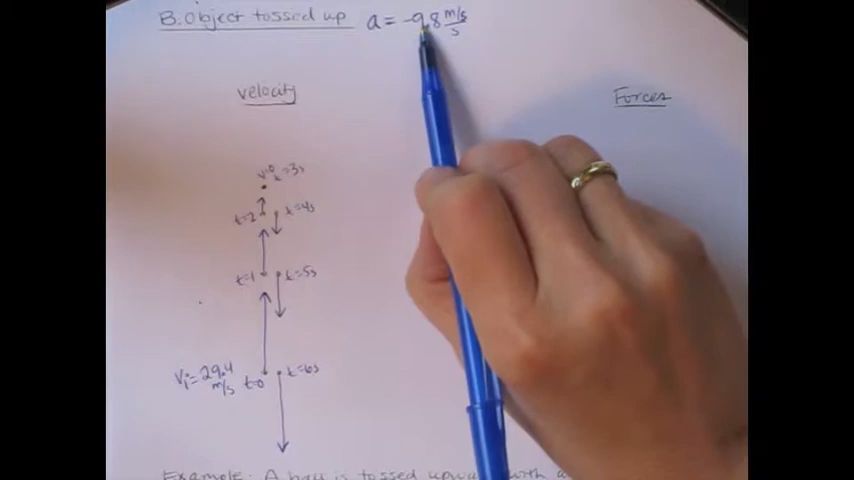 B. Object tossed up a = -9.8 m/s/s
velocity
Forces
v=0 t=3s
t=2 t=4s
t=1 t=5s
Vi = 29.4 m/s t=0 t=6s
Example: A ball is tossed upward with a